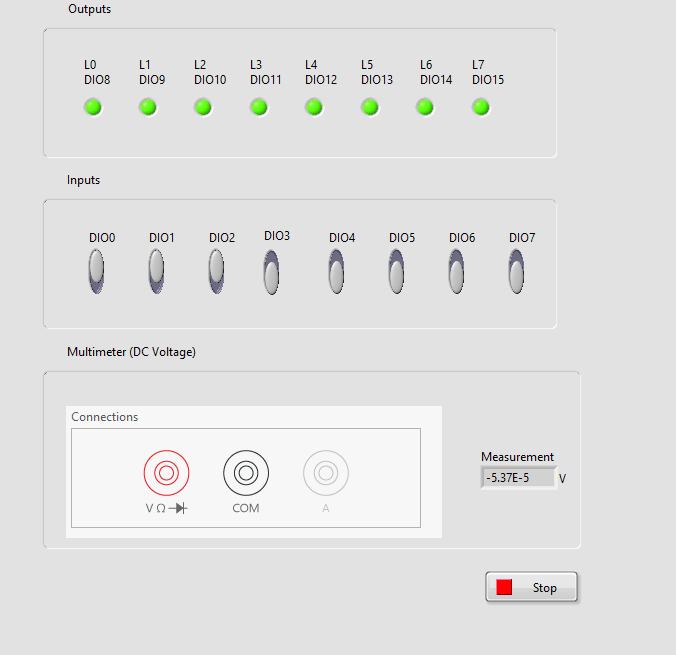 Outputs
L0 L1 L2 L3 L4 L5 L6 L7
DIO8 DIO9 DIO10 DIO11 DIO12 DIO13 DIO14 DIO15
Inputs
DIO0 DIO1 DIO2 DIO3 DIO4 DIO5 DIO6 DIO7
Multimeter (DC Voltage)
Connections
V Ω COM A
Measurement
-5.37E-5 V
Stop